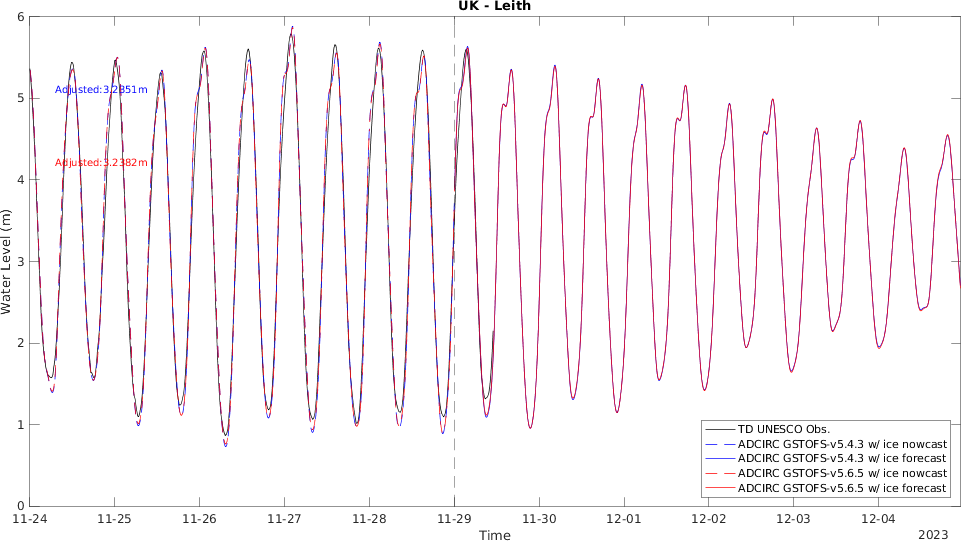 UK - Leith
6
5
4
3
2
1
0
Water Level (m)
Adjusted:3.2351m
Adjusted:3.2382m
TD UNESCO Obs.
ADCIRC GSTOFS-v5.4.3 w/ ice nowcast
ADCIRC GSTOFS-v5.4.3 w/ ice forecast
ADCIRC GSTOFS-v5.6.5 w/ ice nowcast
ADCIRC GSTOFS-v5.6.5 w/ ice forecast
11-24 11-25 11-26 11-27 11-28 11-29 11-30 12-01 12-02 12-03 12-04
Time
2023